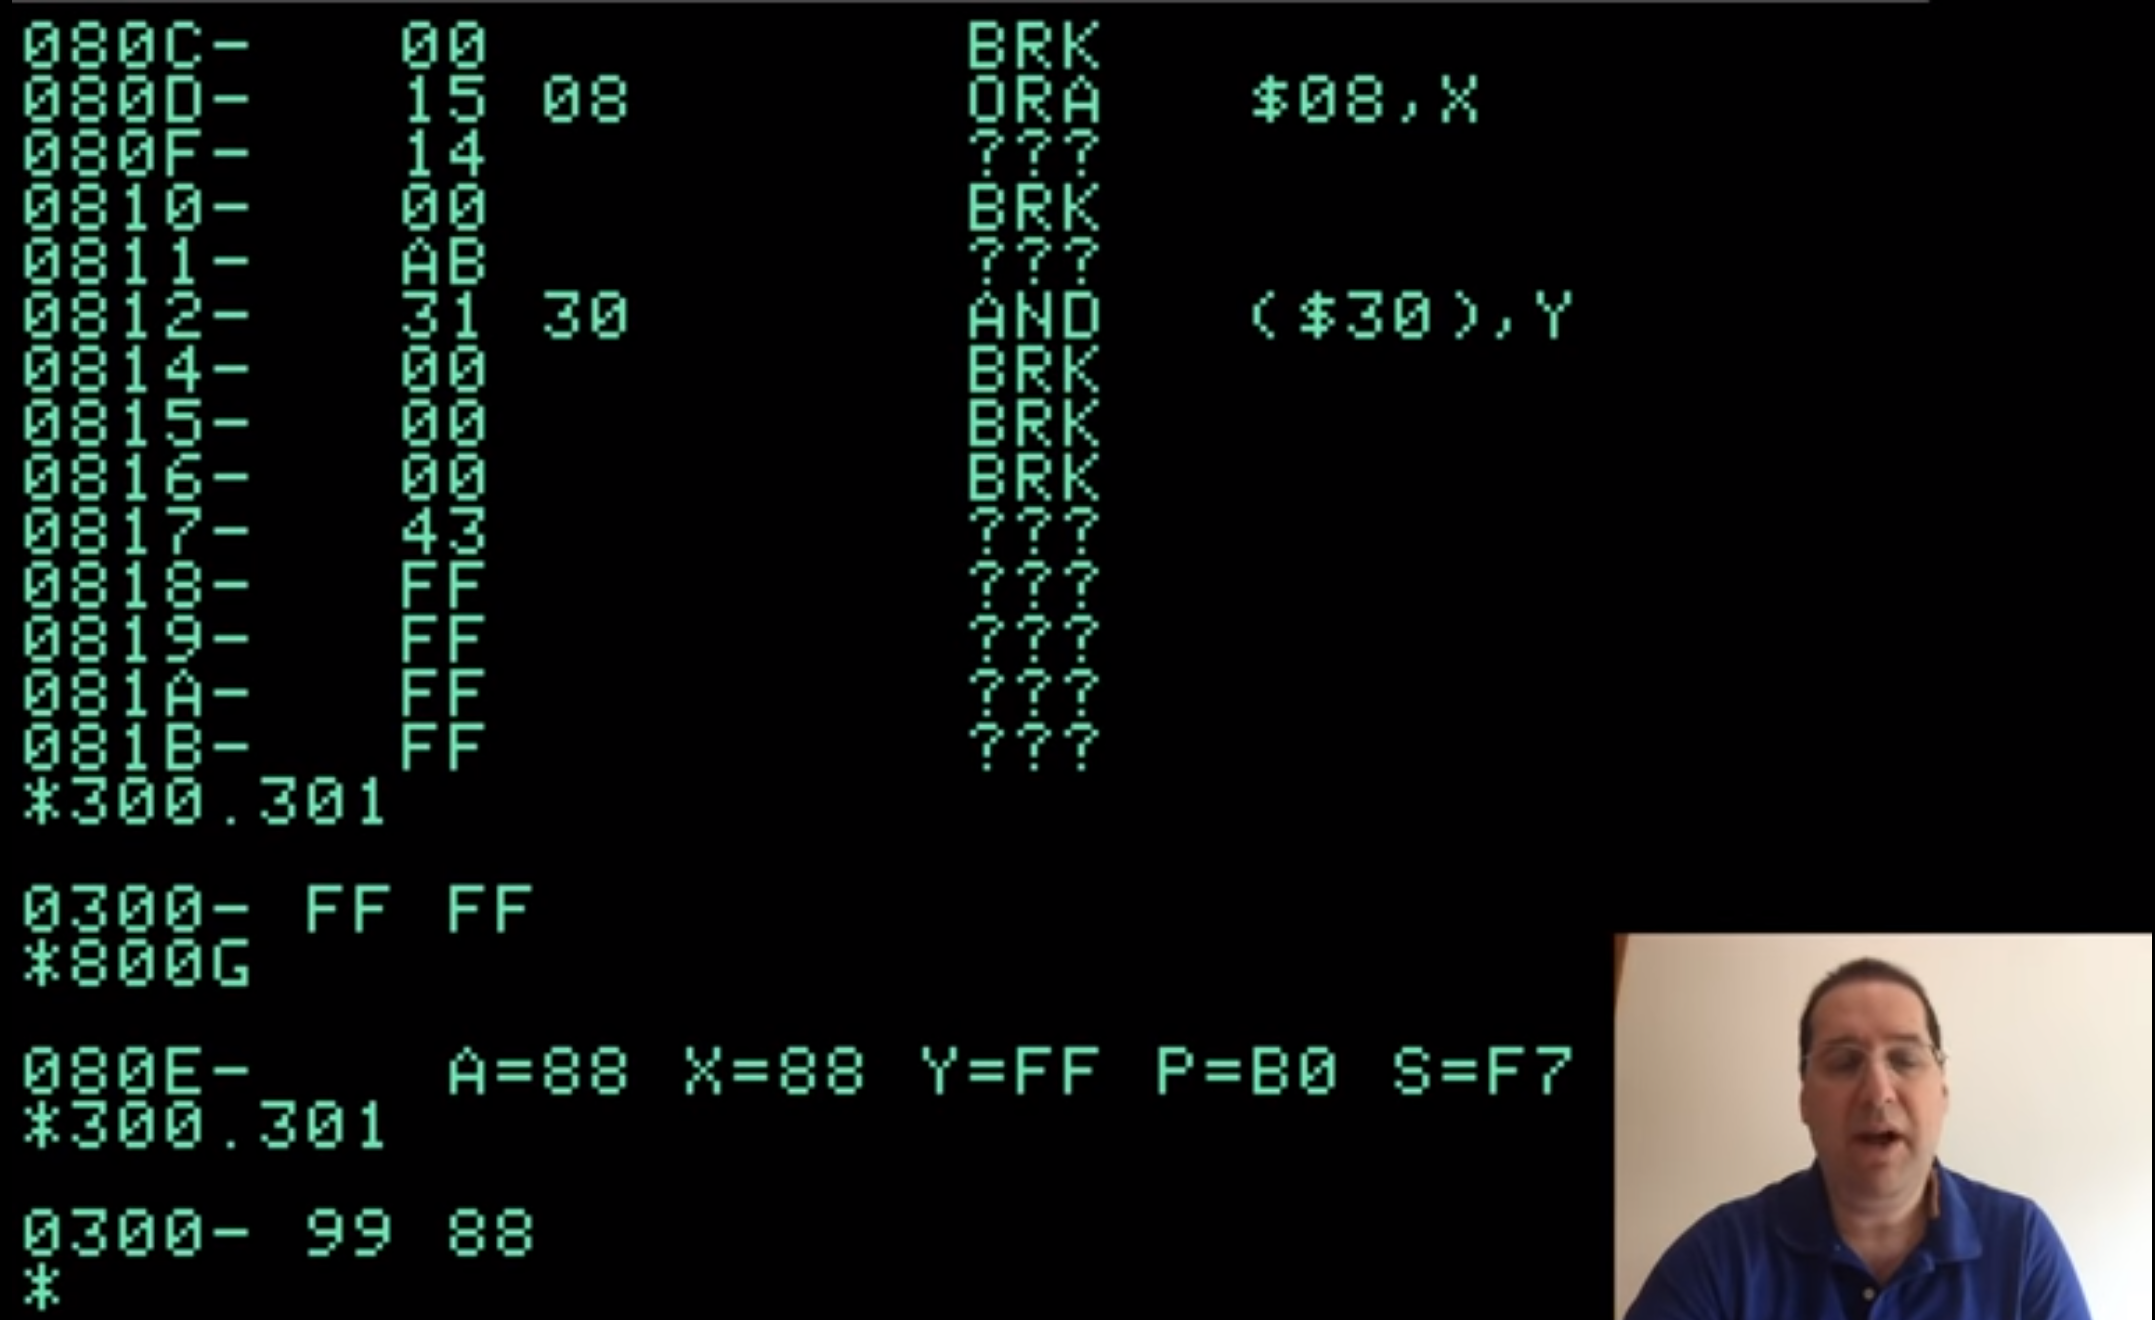 080C-   00            BRK
080D-   15 08         ORA   $08,X
080F-   14            ???
0810-   00            BRK
0811-   AB            ???
0812-   31 30         AND   ($30),Y
0814-   00            BRK
0815-   00            BRK
0816-   00            BRK
0817-   43            ???
0818-   FF            ???
0819-   FF            ???
081A-   FF            ???
081B-   FF            ???
*300.301
0300- FF FF
*800G
080E-    A=88 X=88 Y=FF P=B0 S=F7
*300.301
0300- 99 88
*